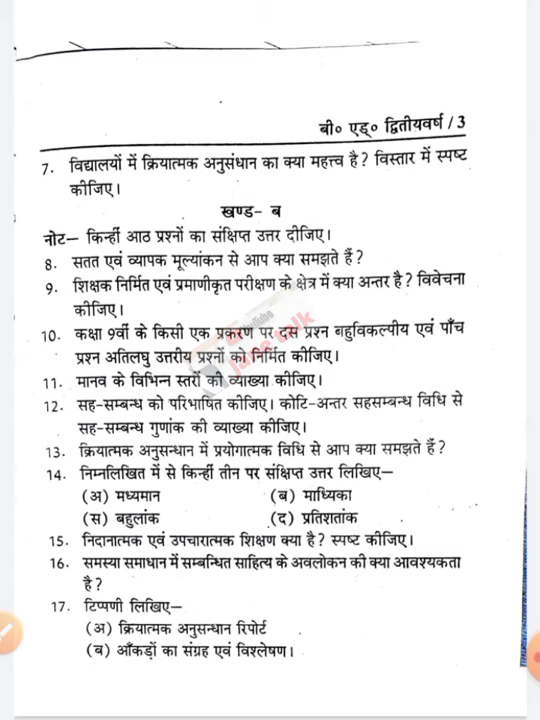 बी० एड्० द्वितीयवर्ष / 3
7. विद्यालयों में क्रियात्मक अनुसंधान का क्या महत्त्व है? विस्तार में स्पष्ट
कीजिए।
खण्ड- ब
नोट– किन्हीं आठ प्रश्नों का संक्षिप्त उत्तर दीजिए।
8. सतत एवं व्यापक मूल्यांकन से आप क्या समझते हैं?
9. शिक्षक निर्मित एवं प्रमाणीकृत परीक्षण के क्षेत्र में क्या अन्तर है? विवेचना
कीजिए।
10. कक्षा 9वीं के किसी एक प्रकरण पर दस प्रश्न बहुविकल्पीय एवं पाँच
प्रश्न अतिलघु उत्तरीय प्रश्नों को निर्मित कीजिए।
11. मानव के विभिन्न स्तरों की व्याख्या कीजिए।
12. सह-सम्बन्ध को परिभाषित कीजिए। कोटि-अन्तर सहसम्बन्ध विधि से
सह-सम्बन्ध गुणांक की व्याख्या कीजिए।
13. क्रियात्मक अनुसन्धान में प्रयोगात्मक विधि से आप क्या समझते हैं?
14. निम्नलिखित में से किन्हीं तीन पर संक्षिप्त उत्तर लिखिए–
(अ) मध्यमान (ब) माध्यिका
(स) बहुलांक (द) प्रतिशतांक
15. निदानात्मक एवं उपचारात्मक शिक्षण क्या है? स्पष्ट कीजिए।
16. समस्या समाधान में सम्बन्धित साहित्य के अवलोकन की क्या आवश्यकता
है?
17. टिप्पणी लिखिए–
(अ) क्रियात्मक अनुसन्धान रिपोर्ट
(ब) आँकड़ों का संग्रह एवं विश्लेषण।